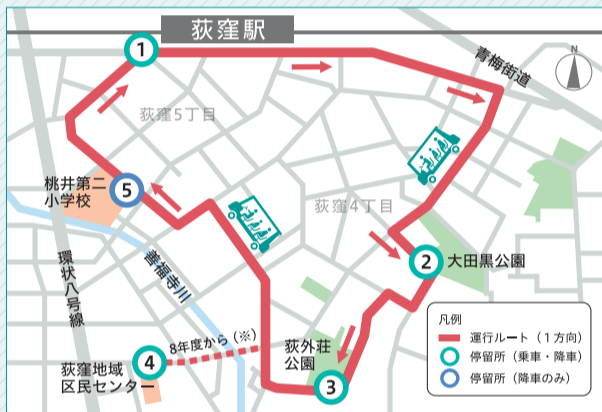 荻窪駅
1
青梅街道
N
荻窪5丁目
桃井第二
小学校
5
荻窪4丁目
2
大田黒公園
環状八号線
善福寺川
8年度から(※)
荻外荘
公園
4
荻窪地域
区民センター
3
凡例
運行ルート(1方向)
停留所(乗車・降車)
停留所(降車のみ)